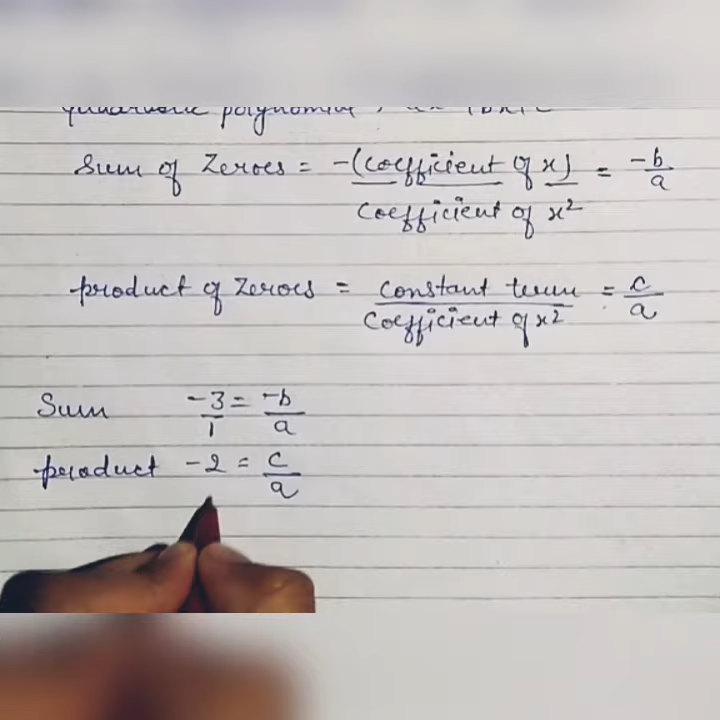 polynomial,
Sum of Zeroes = -(coefficient of x) = -b/a
coefficient of x²
product of Zeroes = constant term = c/a
Coefficient of x²
Sum -3/1 = -b/a
product -2 = c/a